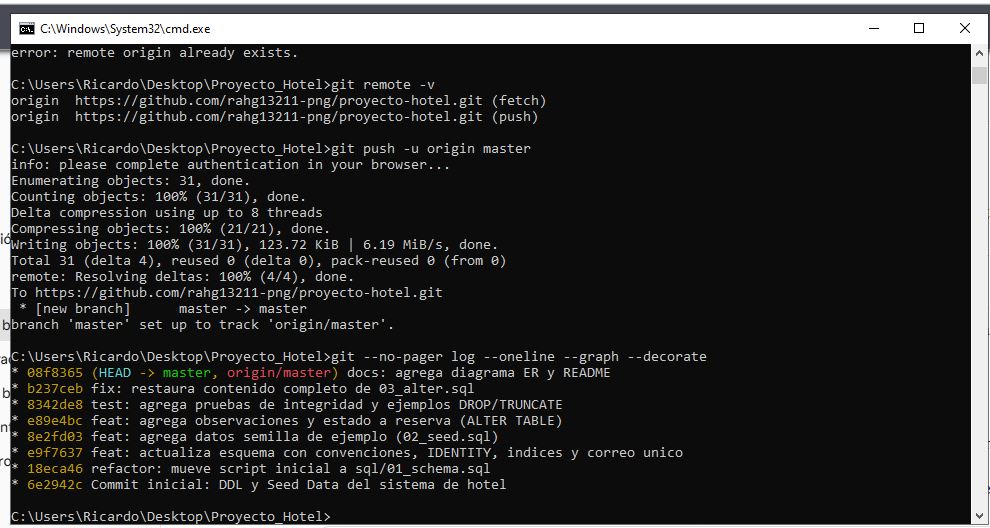 C:\Windows\System32\cmd.exe
error: remote origin already exists.
C:\Users\Ricardo\Desktop\Proyecto_Hotel>git remote -v
origin  https://github.com/rahg13211-png/proyecto-hotel.git (fetch)
origin  https://github.com/rahg13211-png/proyecto-hotel.git (push)
C:\Users\Ricardo\Desktop\Proyecto_Hotel>git push -u origin master
info: please complete authentication in your browser...
Enumerating objects: 31, done.
Counting objects: 100% (31/31), done.
Delta compression using up to 8 threads
Compressing objects: 100% (21/21), done.
Writing objects: 100% (31/31), 123.72 KiB | 6.19 MiB/s, done.
Total 31 (delta 4), reused 0 (delta 0), pack-reused 0 (from 0)
remote: Resolving deltas: 100% (4/4), done.
To https://github.com/rahg13211-png/proyecto-hotel.git
 * [new branch]      master -> master
branch 'master' set up to track 'origin/master'.
C:\Users\Ricardo\Desktop\Proyecto_Hotel>git --no-pager log --oneline --graph --decorate
* 08f8365 (HEAD -> master, origin/master) docs: agrega diagrama ER y README
* b237ceb fix: restaura contenido completo de 03_alter.sql
* 8342de8 test: agrega pruebas de integridad y ejemplos DROP/TRUNCATE
* e89e4bc feat: agrega observaciones y estado a reserva (ALTER TABLE)
* 8e2fd03 feat: agrega datos semilla de ejemplo (02_seed.sql)
* e9f7637 feat: actualiza esquema con convenciones, IDENTITY, indices y correo unico
* 18eca46 refactor: mueve script inicial a sql/01_schema.sql
* 6e2942c Commit inicial: DDL y Seed Data del sistema de hotel
C:\Users\Ricardo\Desktop\Proyecto_Hotel>